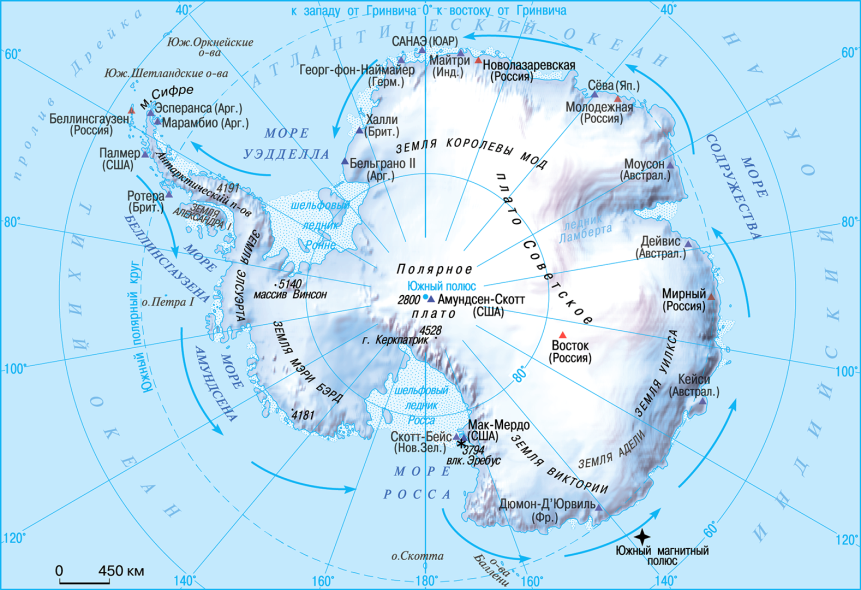 к западу от Гринвича 0° к востоку от Гринвича
40°
40°
60°
60°
пролив Дрейка
АТЛАНТИЧЕСКИЙ ОКЕАН
Юж.Оркнейские
о-ва
Юж.Шетландские о-ва
САНАЭ (ЮАР)
Георг-фон-Наймайер
(Герм.)
Майтри
(Инд.)
Новолазаревская
(Россия)
Сёва (Яп.)
Молодежная
(Россия)
м. Сифре
Эсперанса (Арг.)
Марамбио (Арг.)
Беллинсгаузен
(Россия)
Халли
(Брит.)
МОРЕ
УЭДДЕЛЛА
ЗЕМЛЯ КОРОЛЕВЫ МОД
Бельграно II
(Арг.)
Палмер
(США)
Моусон
(Австрал.)
МОРЕ
СОДРУЖЕСТВА
Антарктический п-ов
4191
Ротера
(Брит.)
ЗЕМЛЯ
АЛЕКСАНДРА I
шельфовый
ледник
Ронне
плато Советское
ледник
Ламберта
80°
80°
МОРЕ
БЕЛЛИНСГАУЗЕНА
Дейвис
(Австрал.)
ЗЕМЛЯ ЭЛСУЭРТА
Полярное
плато
Южный полюс
2800
Амундсен-Скотт
(США)
5140
массив Винсон
о.Петра I
Мирный
(Россия)
Южный полярный круг
4528
г. Керкпатрик
Восток
(Россия)
ЗЕМЛЯ УИЛКСА
ЗЕМЛЯ МЭРИ БЭРД
МОРЕ
АМУНДСЕНА
100°
100°
80°
Кейси
(Австрал.)
шельфовый
ледник
Росса
4181
Мак-Мердо
(США)
Скотт-Бейс
(Нов.Зел.)
3794
влк. Эребус
ЗЕМЛЯ АДЕЛИ
ЗЕМЛЯ ВИКТОРИИ
МОРЕ
РОССА
Дюмон-Д'Юрвиль
(Фр.)
60°
Южный магнитный
полюс
ТИХИЙ ОКЕАН
ИНДИЙСКИЙ ОКЕАН
о.Скотта
о-ва
Баллени
120°
120°
0 450 км
140°
160°
180°
160°
140°